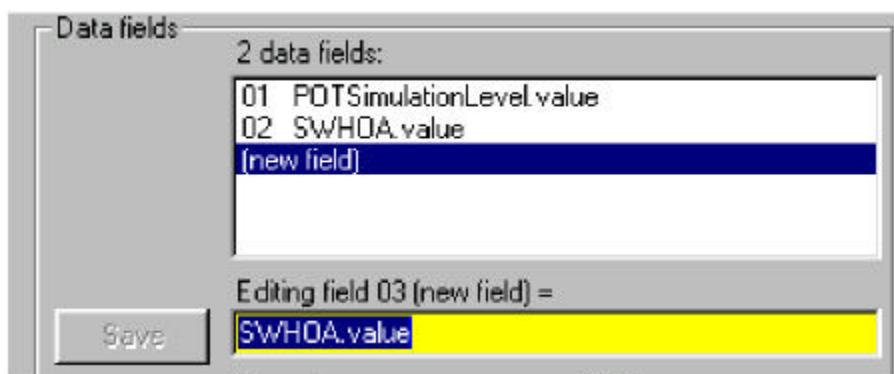 Data fields
2 data fields:
01 POTSimulationLevel.value
02 SWHOA.value
(new field)
Editing field 03 (new field) =
Save
SWHOA.value